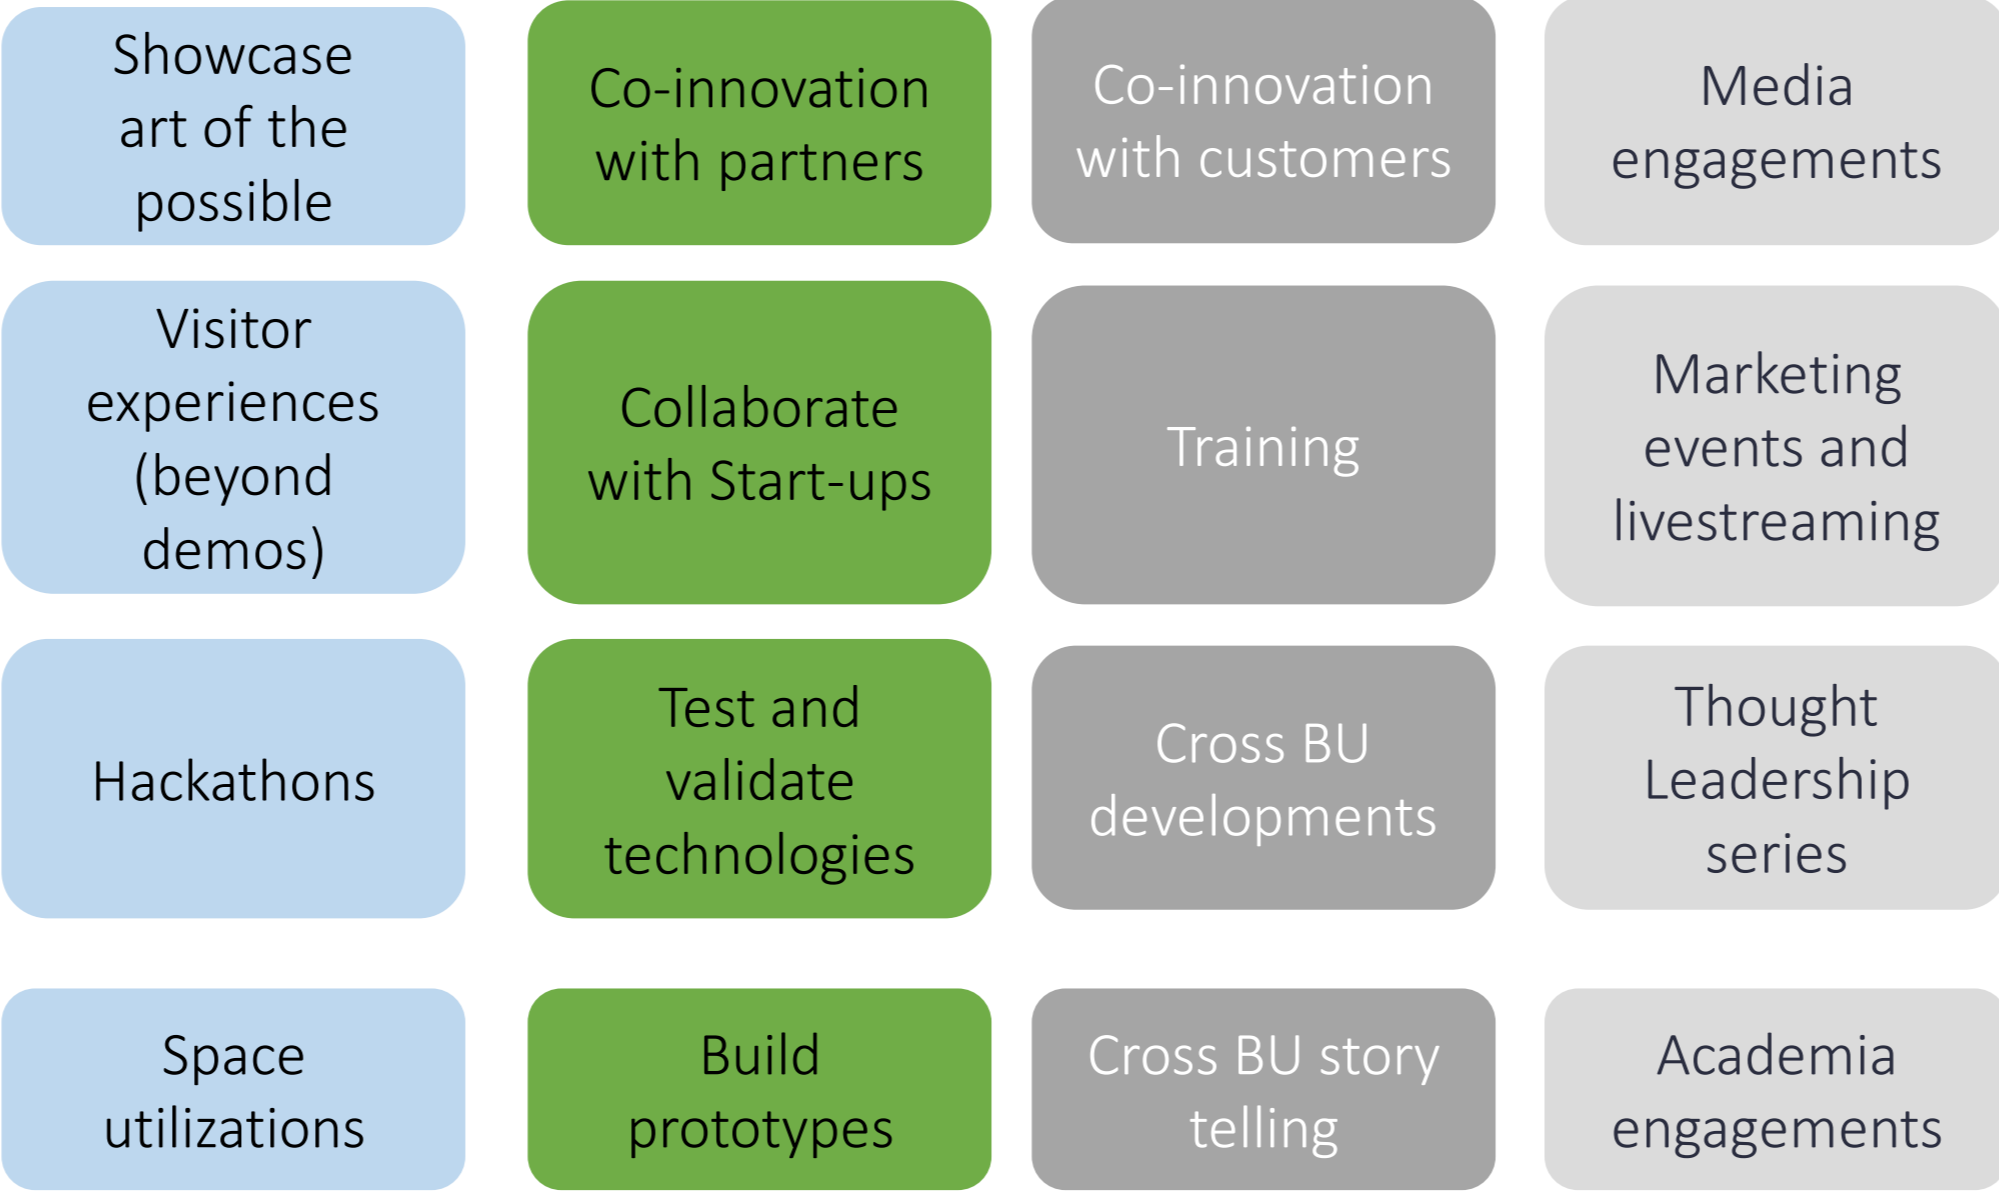 Showcase
art of the
possible
Co-innovation
with partners
Co-innovation
with customers
Media
engagements
Visitor
experiences
(beyond
demos)
Collaborate
with Start-ups
Training
Marketing
events and
livestreaming
Hackathons
Test and
validate
technologies
Cross BU
developments
Thought
Leadership
series
Space
utilizations
Build
prototypes
Cross BU story
telling
Academia
engagements